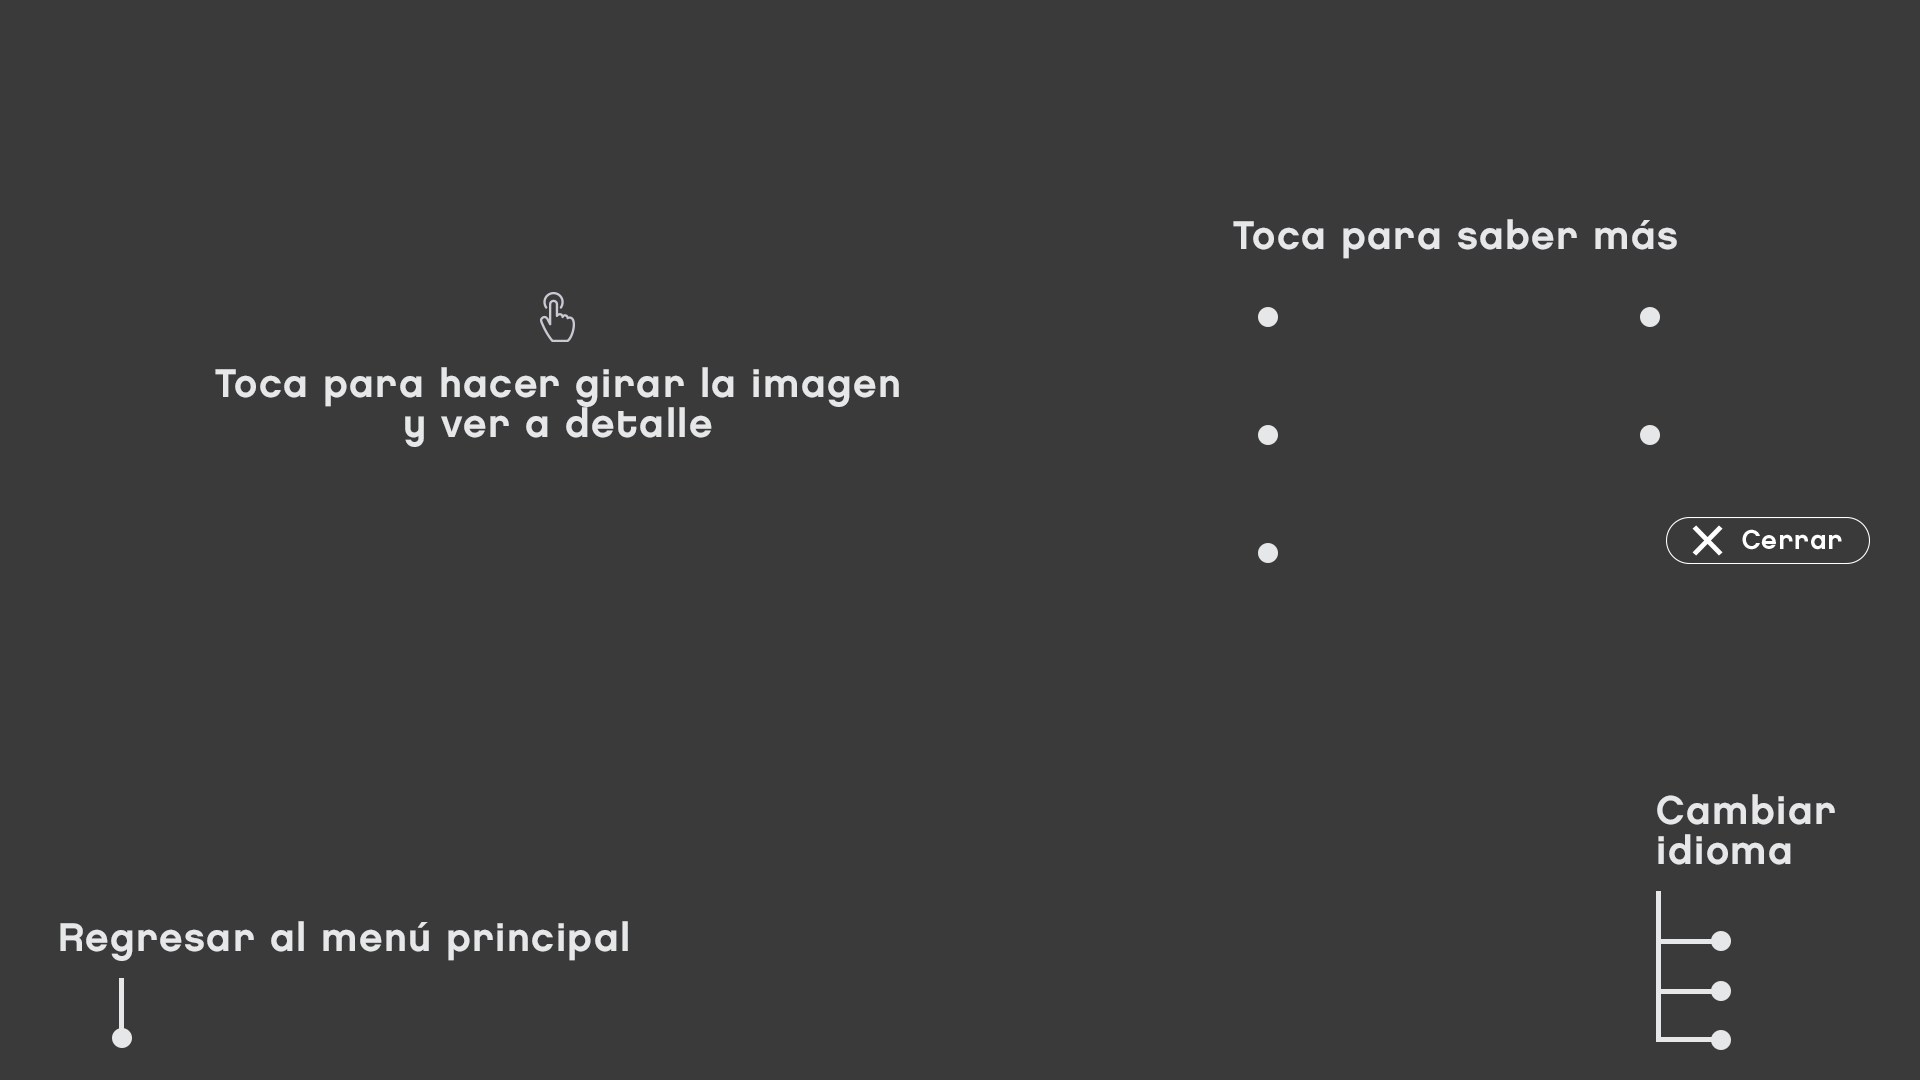 Toca para saber más
Toca para hacer girar la imagen
y ver a detalle
Cerrar
Cambiar
idioma
Regresar al menú principal